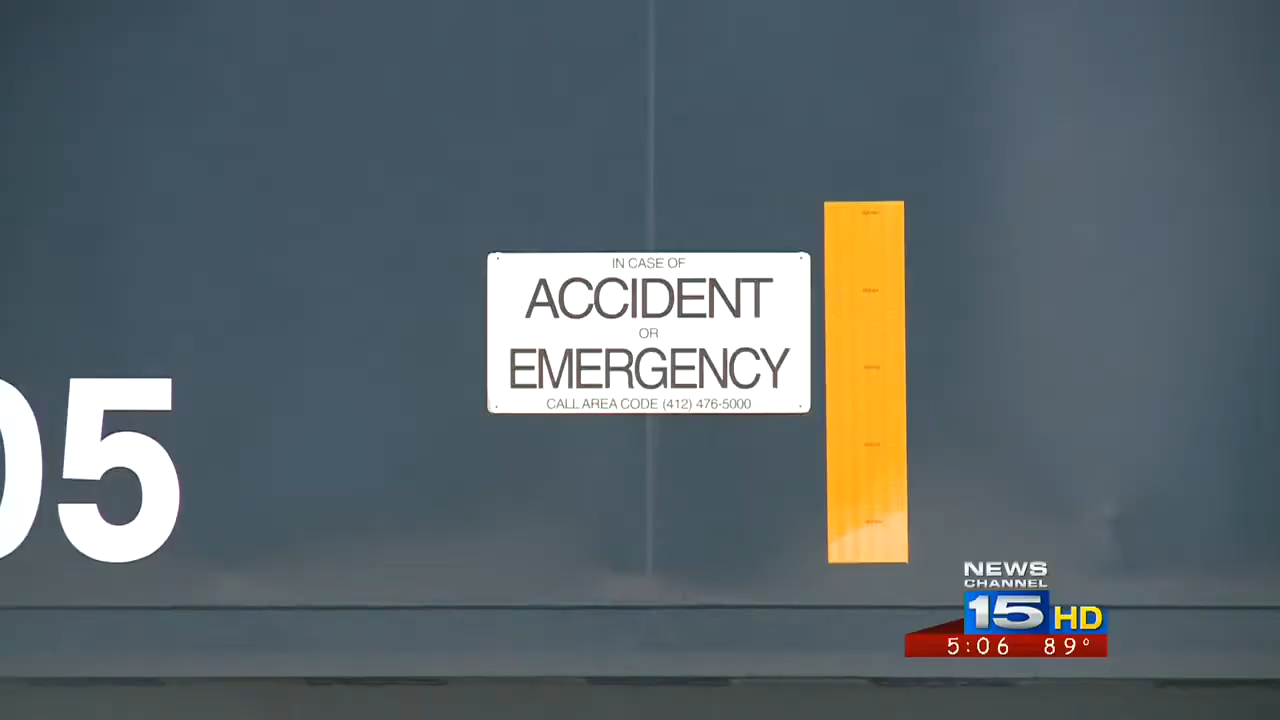 IN CASE OF
ACCIDENT
OR
EMERGENCY
CALL AREA CODE (412) 476-5000
05
NEWS
CHANNEL
15 HD
5:06 89°